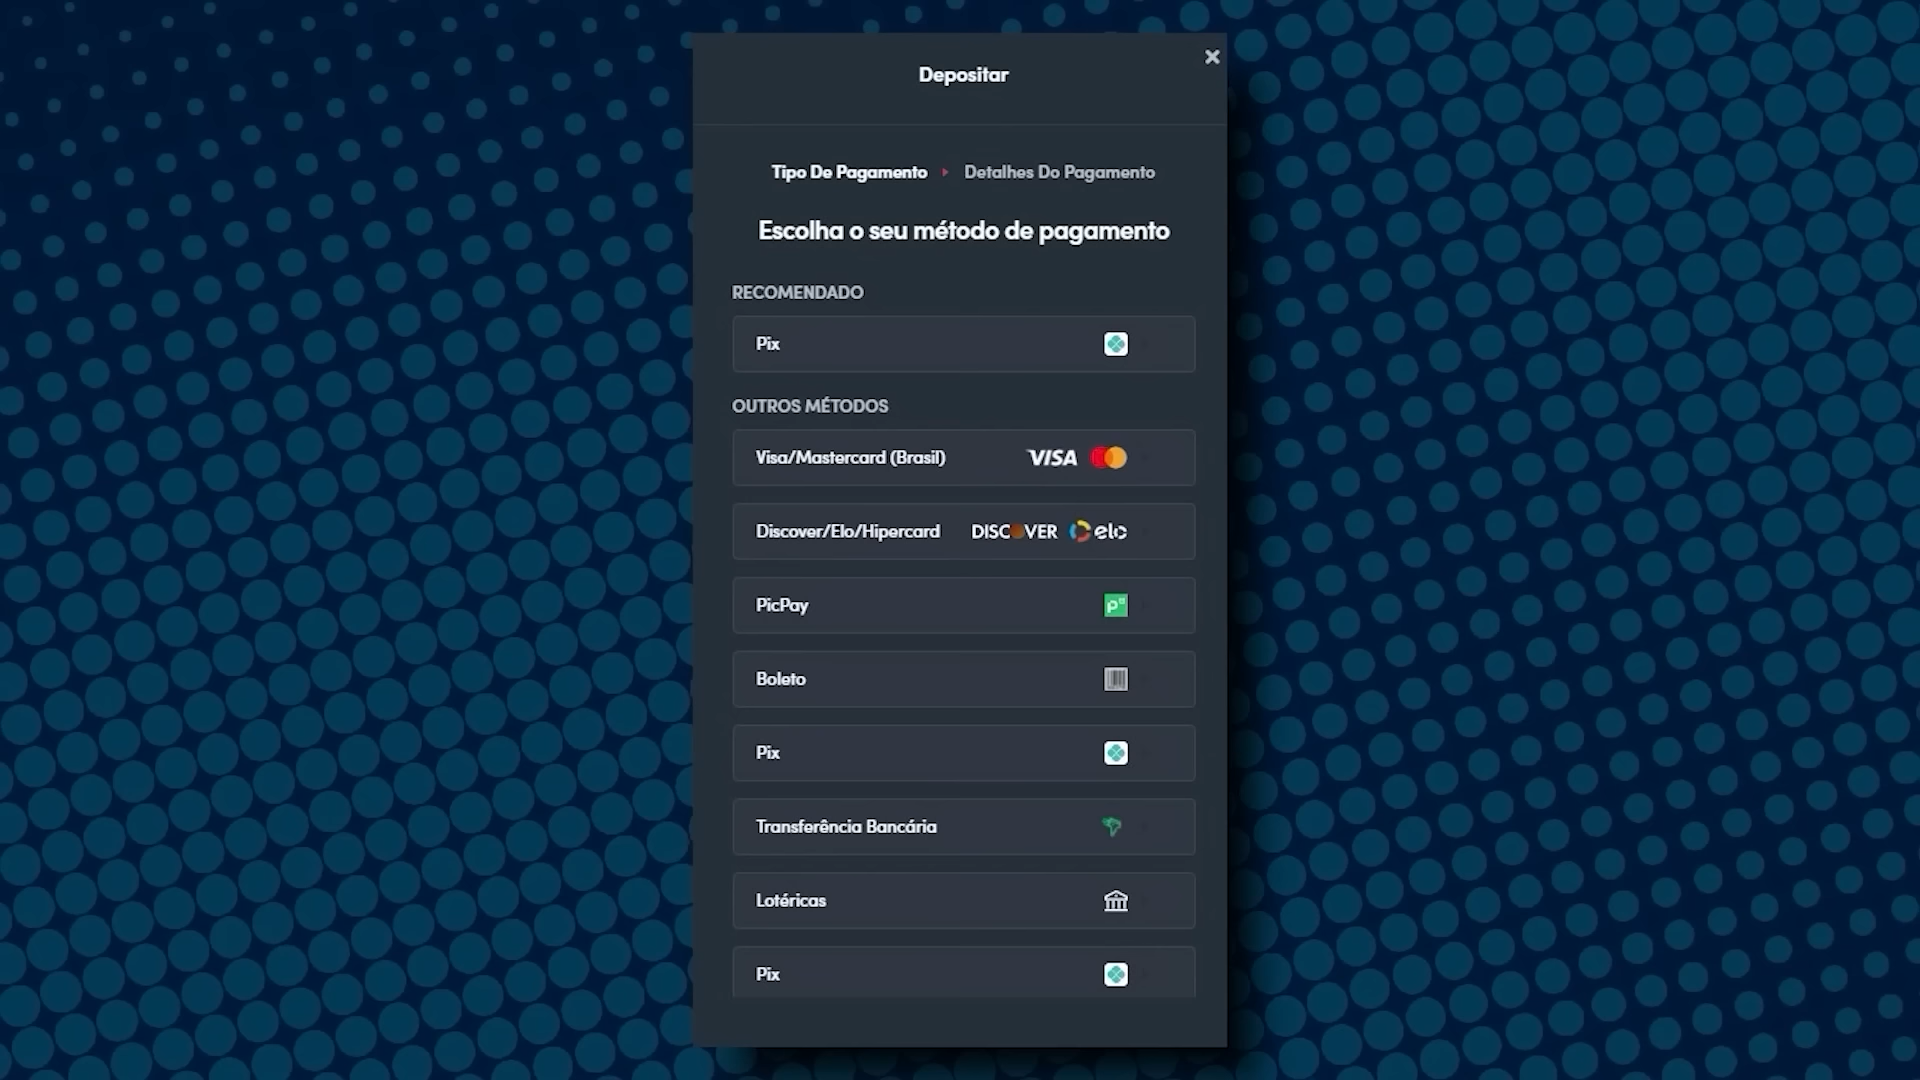 Depositar
Tipo De Pagamento Detalhes Do Pagamento
Escolha o seu método de pagamento
RECOMENDADO
Pix
OUTROS MÉTODOS
Visa/Mastercard (Brasil) VISA
Discover/Elo/Hipercard DISCOVER elo
PicPay
Boleto
Pix
Transferência Bancária
Lotéricas
Pix